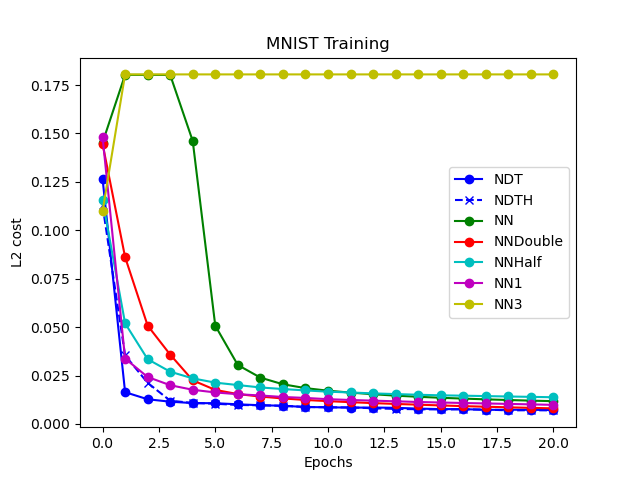 MNIST Training
L2 cost
0.175
0.150
0.125
0.100
0.075
0.050
0.025
0.000
NDT
NDTH
NN
NNDouble
NNHalf
NN1
NN3
0.0 2.5 5.0 7.5 10.0 12.5 15.0 17.5 20.0
Epochs